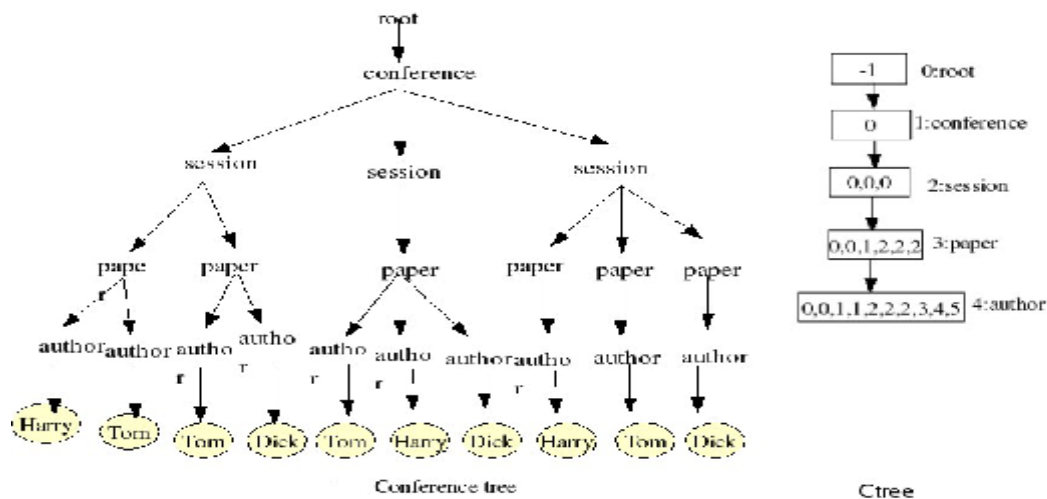 root
conference
session session session
pape
r
paper paper paper paper paper
author author autho
r
autho
r
autho
r
autho
r
author autho
r
author author
Harry Tom Tom Dick Tom Harry Dick Harry Tom Dick
Conference tree
-1 0:root
0 1:conference
0,0,0 2:session
0,0,1,2,2,2 3:paper
0,0,1,1,2,2,2,3,4,5 4:author
Ctree